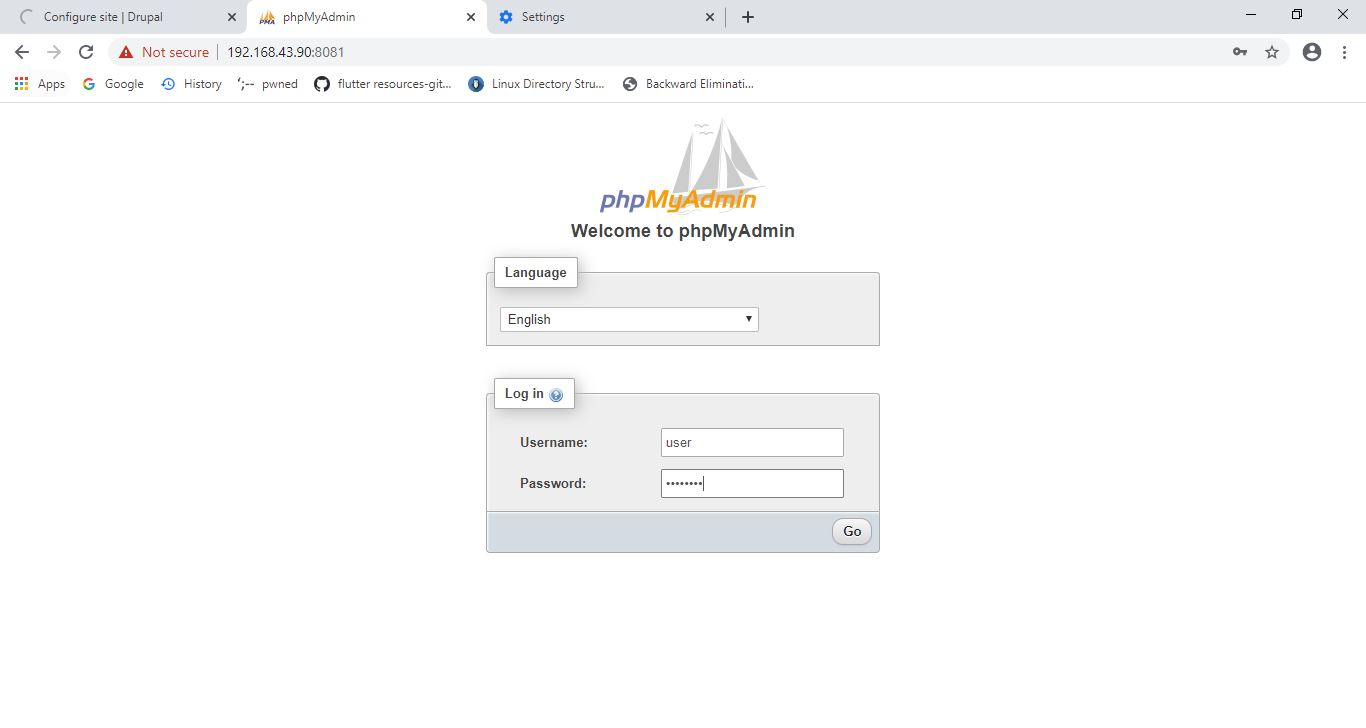 Configure site | Drupal
phpMyAdmin
Settings
Not secure
192.168.43.90:8081
Apps
Google
History
';-- pwned
flutter resources-git...
Linux Directory Stru...
Backward Eliminati...
phpMyAdmin
Welcome to phpMyAdmin
Language
English
Log in
Username:
user
Password:
••••••••
Go